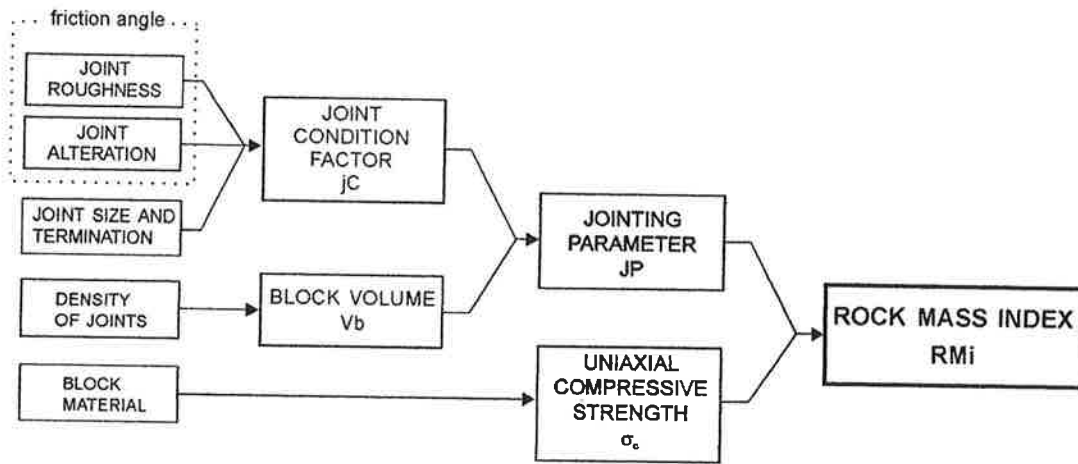 friction angle
JOINT
ROUGHNESS
JOINT
ALTERATION
JOINT SIZE AND
TERMINATION
DENSITY
OF JOINTS
BLOCK
MATERIAL
JOINT
CONDITION
FACTOR
jC
BLOCK VOLUME
Vb
JOINTING
PARAMETER
JP
UNIAXIAL
COMPRESSIVE
STRENGTH
σc
ROCK MASS INDEX
RMi